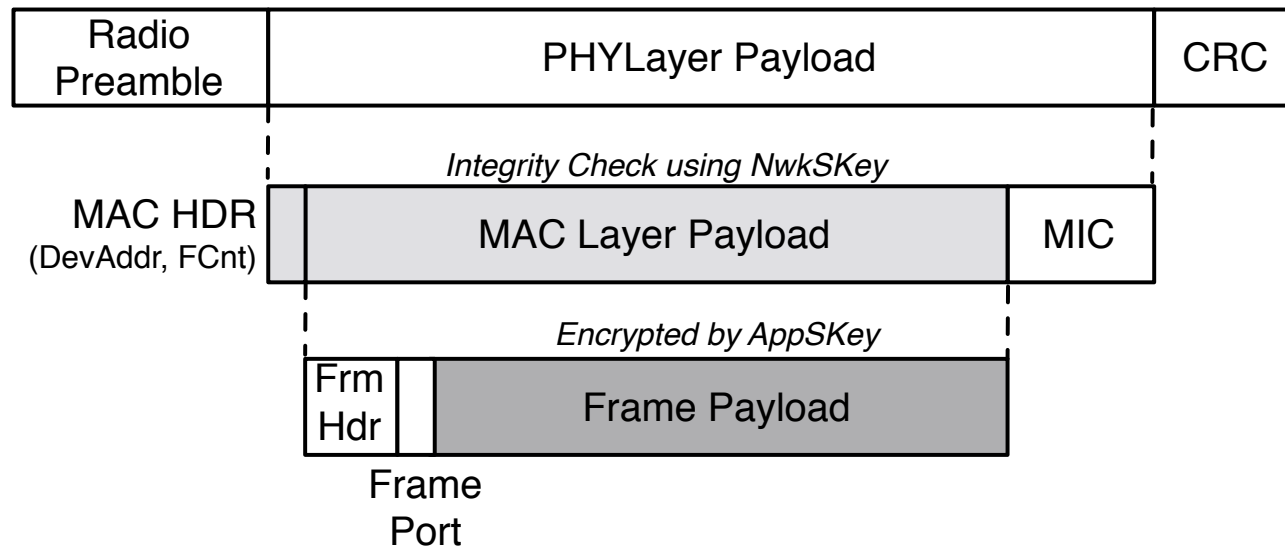 Radio
Preamble
PHYLayer Payload
CRC
Integrity Check using NwkSKey
MAC HDR
(DevAddr, FCnt)
MAC Layer Payload
MIC
Encrypted by AppSKey
Frm
Hdr
Frame Payload
Frame
Port